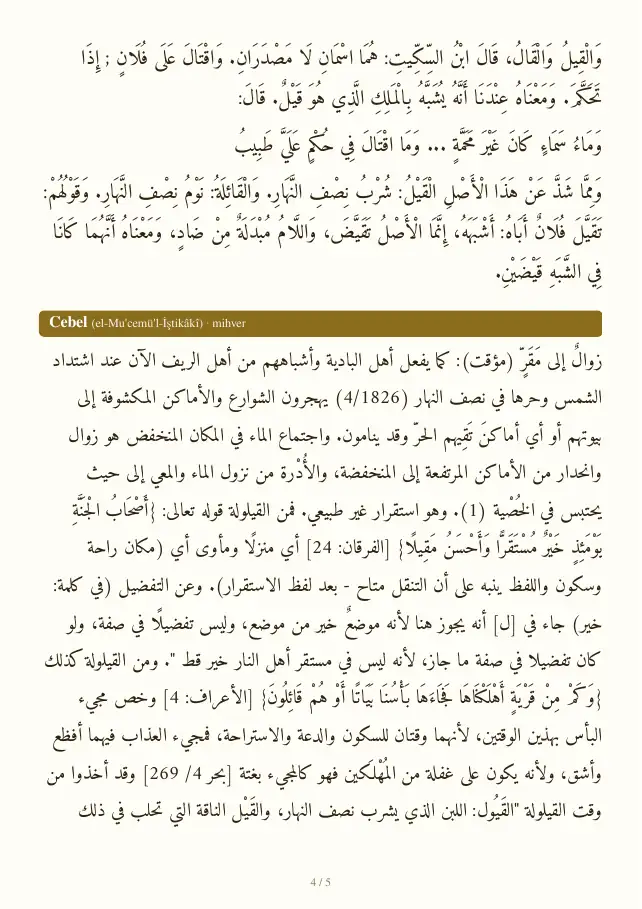 وَالْقِيلُ وَالْقَالُ، قَالَ ابْنُ السِّكِّيتِ: هُمَا اسْمَانِ لَا مَصْدَرَانِ. وَاقْتَالَ عَلَى فُلَانٍ ; إِذَا
تَحَكَّمَ. وَمَعْنَاهُ عِنْدَنَا أَنَّهُ يُشَبَّهُ بِالْمَلِكِ الَّذِي هُوَ قَيْلٌ. قَالَ:
وَمَاءُ سَمَاءٍ كَانَ غَيْرَ مَحَمَّةٍ ... وَمَا اقْتَالَ فِي حُكْمٍ عَلَيَّ طَبِيبُ
وَمِمَّا شَذَّ عَنْ هَذَا الْأَصْلِ الْقَيْلُ: شُرْبُ نِصْفِ النَّهَارِ. وَالْقَائِلَةُ: نَوْمُ نِصْفِ النَّهَارِ. وَقَوْلُهُمْ:
تَقَيَّلَ فُلَانٌ أَبَاهُ: أَشْبَهَهُ، إِنَّمَا الْأَصْلُ تَقَيَّضَ، وَاللَّامُ مُبْدَلَةٌ مِنْ ضَادٍ، وَمَعْنَاهُ أَنَّهُمَا كَانَا
فِي الشَّبَهِ قَيْضَيْنِ.
Cebel (el-Mu'cemü'l-İştikâkî) · mihver
زوالٌ إلى مَقَرٍّ (مؤقت): كما يفعل أهل البادية وأشباههم من أهل الريف الآن عند اشتداد
الشمس وحرها في نصف النهار (4/1826) يهجرون الشوارع والأماكن المكشوفة إلى
بيوتهم أو أي أماكنَ تَقِيهم الحرّ وقد ينامون. واجتماع الماء في المكان المنخفض هو زوال
وانحدار من الأماكن المرتفعة إلى المنخفضة، والأُدْرة من نزول الماء والمعي إلى حيث
يحتبس في الخُصْية (1). وهو استقرار غير طبيعي. فمن القيلولة قوله تعالى: {أَصْحَابُ الْجَنَّةِ
يَوْمَئِذٍ خَيْرٌ مُسْتَقَرًّا وَأَحْسَنُ مَقِيلًا} [الفرقان: 24] أي منزلًا ومأوى أي (مكان راحة
وسكون واللفظ ينبه على أن التنقل متاح - بعد لفظ الاستقرار). وعن التفضيل (في كلمة:
خير) جاء في [ل] أنه يجوز هنا لأنه موضعٌ خير من موضع، وليس تفضيلًا في صفة، ولو
كان تفضيلا في صفة ما جاز، لأنه ليس في مستقر أهل النار خير قط ". ومن القيلولة كذلك
{وَكَمْ مِنْ قَرْيَةٍ أَهْلَكْنَاهَا فَجَاءَهَا بَأْسُنَا بَيَاتًا أَوْ هُمْ قَائِلُونَ} [الأعراف: 4] وخص مجيء
البأس بهذين الوقتين، لأنهما وقتان للسكون والدعة والاستراحة، فمجيء العذاب فيهما أفظع
وأشق، ولأنه يكون على غفلة من المُهْلَكين فهو كالمجيء بغتة [بحر 4/ 269] وقد أخذوا من
وقت القيلولة "القَيُول: اللبن الذي يشرب نصف النهار، والقَيْل الناقة التي تحلب في ذلك
4 / 5